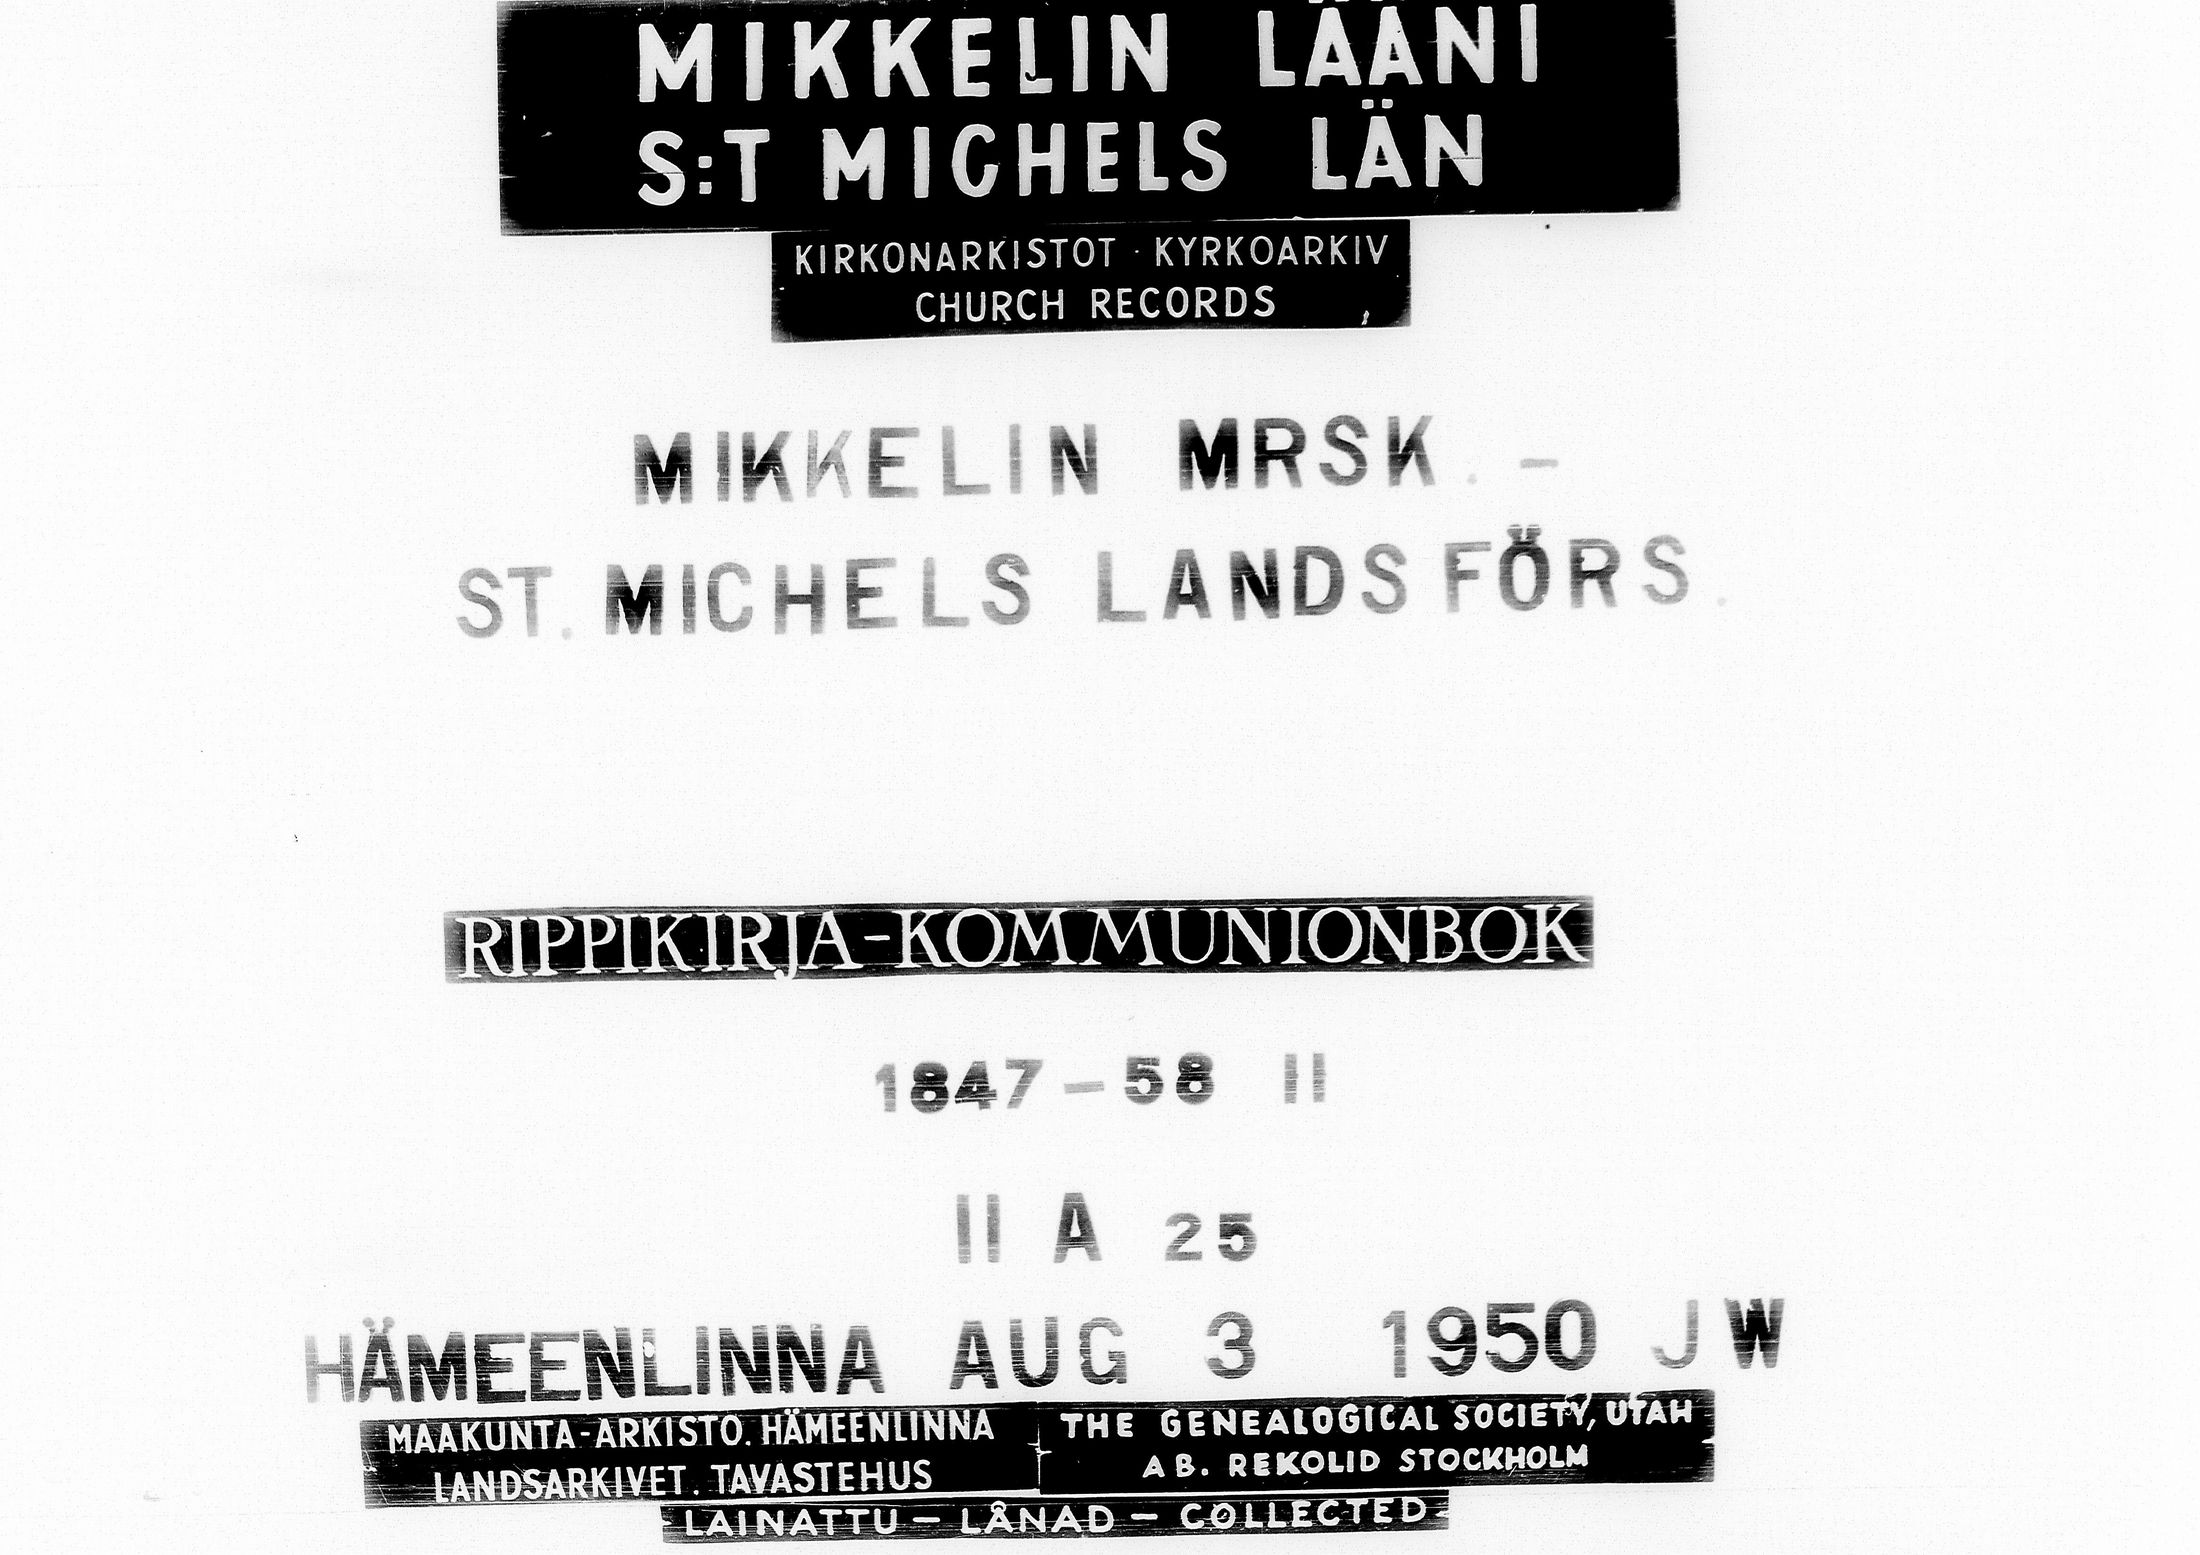 MIKKELIN LÄÄNI
S:T MICHELS LÄN
KIRKONARKISTOT · KYRKOARKIV
CHURCH RECORDS
MIKKELIN MRSK. –
ST. MICHELS LANDSFÖRS.
RIPPIKIRJA-KOMMUNIONBOK
1847 – 58 II
II A 25
HÄMEENLINNA AUG 3 1950 JW
MAAKUNTA-ARKISTO. HÄMEENLINNA
LANDSARKIVET. TAVASTEHUS
THE GENEALOGICAL SOCIETY, UTAH
AB. REKOLID STOCKHOLM
LAINATTU – LÅNAD – COLLECTED